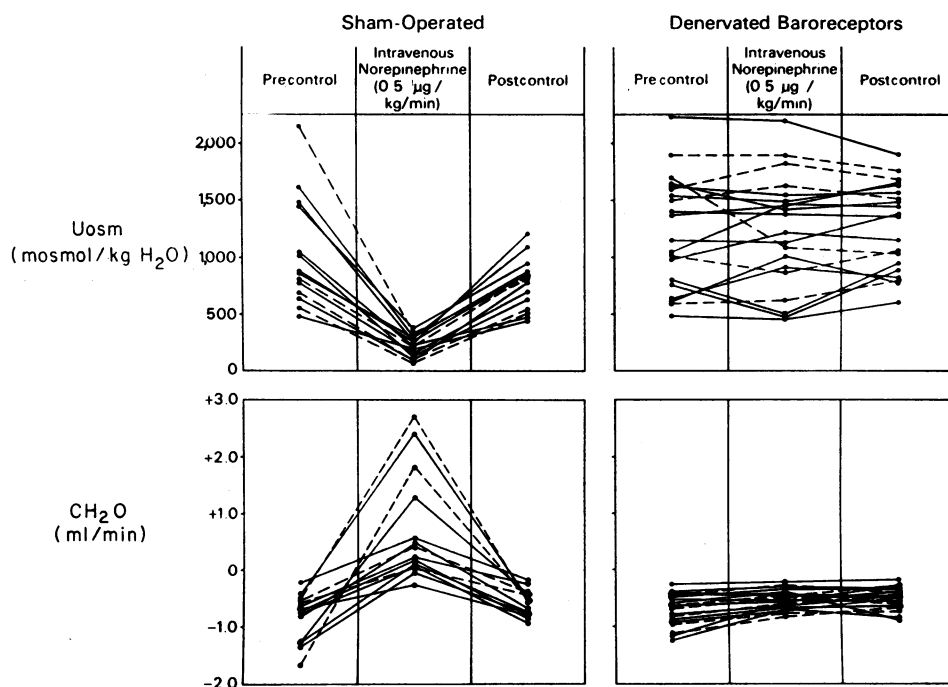 Sham-Operated
Denervated Baroreceptors
Precontrol
Intravenous
Norepinephrine
(0 5 µg /
kg/min)
Postcontrol
Precontrol
Intravenous
Norepinephrine
(0 5 µg /
kg/min)
Postcontrol
Uosm
(mosmol/kg H2O)
2,000
1,500
1,000
500
0
CH2O
(ml/min)
+3.0
+2.0
+1.0
0
-1.0
-2.0